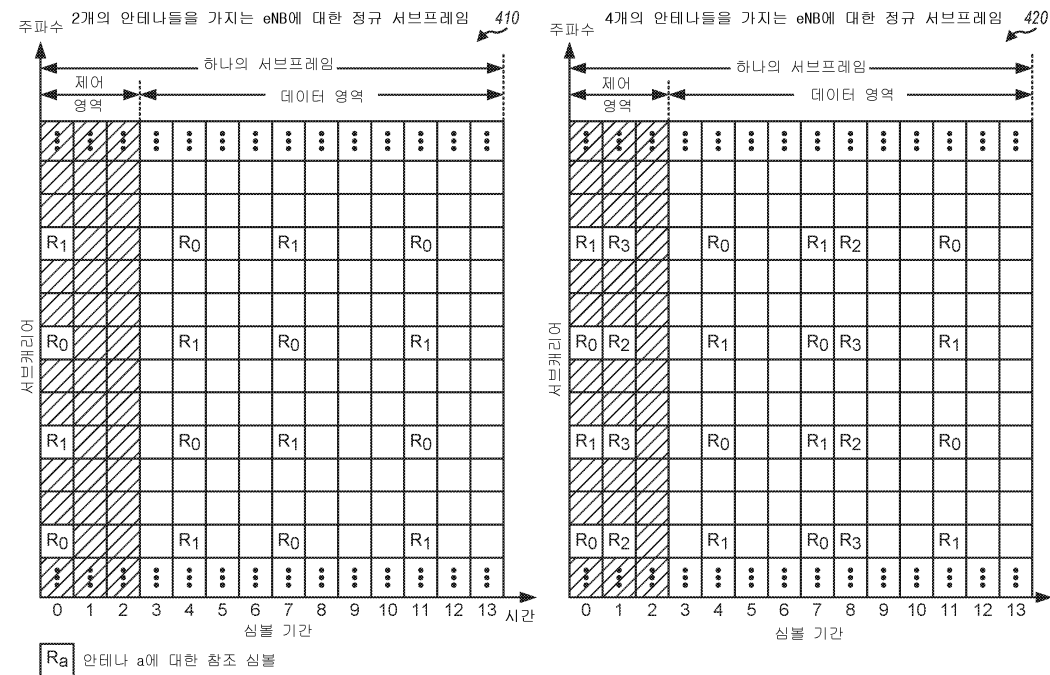 2개의 안테나들을 가지는 eNB에 대한 정규 서브프레임 410
주파수
하나의 서브프레임
제어
영역
데이터 영역
R1 R0 R1 R0
서브캐리어
R0 R1 R0 R1
R1 R0 R1 R0
R0 R1 R0 R1
0 1 2 3 4 5 6 7 8 9 10 11 12 13
시간
심볼 기간
Ra 안테나 a에 대한 참조 심볼
4개의 안테나들을 가지는 eNB에 대한 정규 서브프레임 420
주파수
하나의 서브프레임
제어
영역
데이터 영역
R1 R3 R0 R1 R2 R0
서브캐리어
R0 R2 R1 R0 R3 R1
R1 R3 R0 R1 R2 R0
R0 R2 R1 R0 R3 R1
0 1 2 3 4 5 6 7 8 9 10 11 12 13
심볼 기간